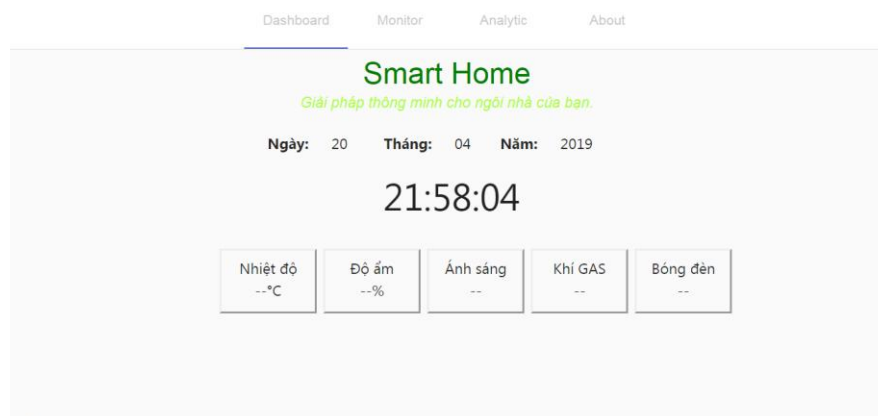 Dashboard Monitor Analytic About
Smart Home
Giải pháp thông minh cho ngôi nhà của bạn.
Ngày: 20 Tháng: 04 Năm: 2019
21:58:04
Nhiệt độ Độ ẩm Ánh sáng Khí GAS Bóng đèn
--°C --% -- -- --